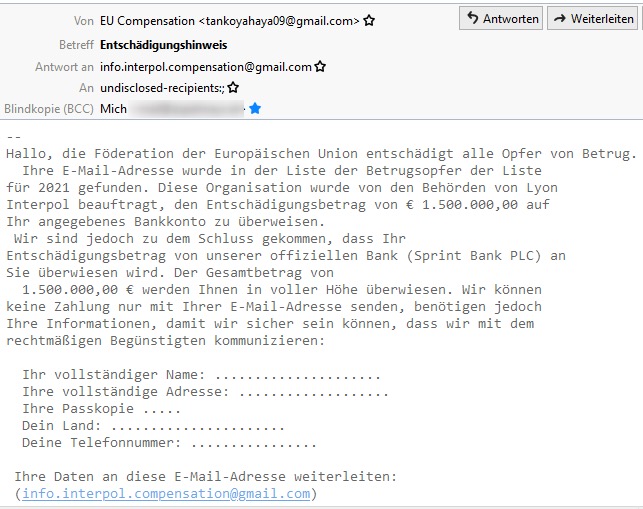 Von EU Compensation <tankoyahaya09@gmail.com>
Antworten Weiterleiten
Betreff Entschädigungshinweis
Antwort an info.interpol.compensation@gmail.com
An undisclosed-recipients:;
Blindkopie (BCC) Mich
--
Hallo, die Föderation der Europäischen Union entschädigt alle Opfer von Betrug.
Ihre E-Mail-Adresse wurde in der Liste der Betrugsopfer der Liste
für 2021 gefunden. Diese Organisation wurde von den Behörden von Lyon
Interpol beauftragt, den Entschädigungsbetrag von € 1.500.000,00 auf
Ihr angegebenes Bankkonto zu überweisen.
Wir sind jedoch zu dem Schluss gekommen, dass Ihr
Entschädigungsbetrag von unserer offiziellen Bank (Sprint Bank PLC) an
Sie überwiesen wird. Der Gesamtbetrag von
1.500.000,00 € werden Ihnen in voller Höhe überwiesen. Wir können
keine Zahlung nur mit Ihrer E-Mail-Adresse senden, benötigen jedoch
Ihre Informationen, damit wir sicher sein können, dass wir mit dem
rechtmäßigen Begünstigten kommunizieren:
Ihr vollständiger Name: .....................
Ihre vollständige Adresse: ...................
Ihre Passkopie .....
Dein Land: ......................
Deine Telefonnummer: ................
Ihre Daten an diese E-Mail-Adresse weiterleiten:
(info.interpol.compensation@gmail.com)